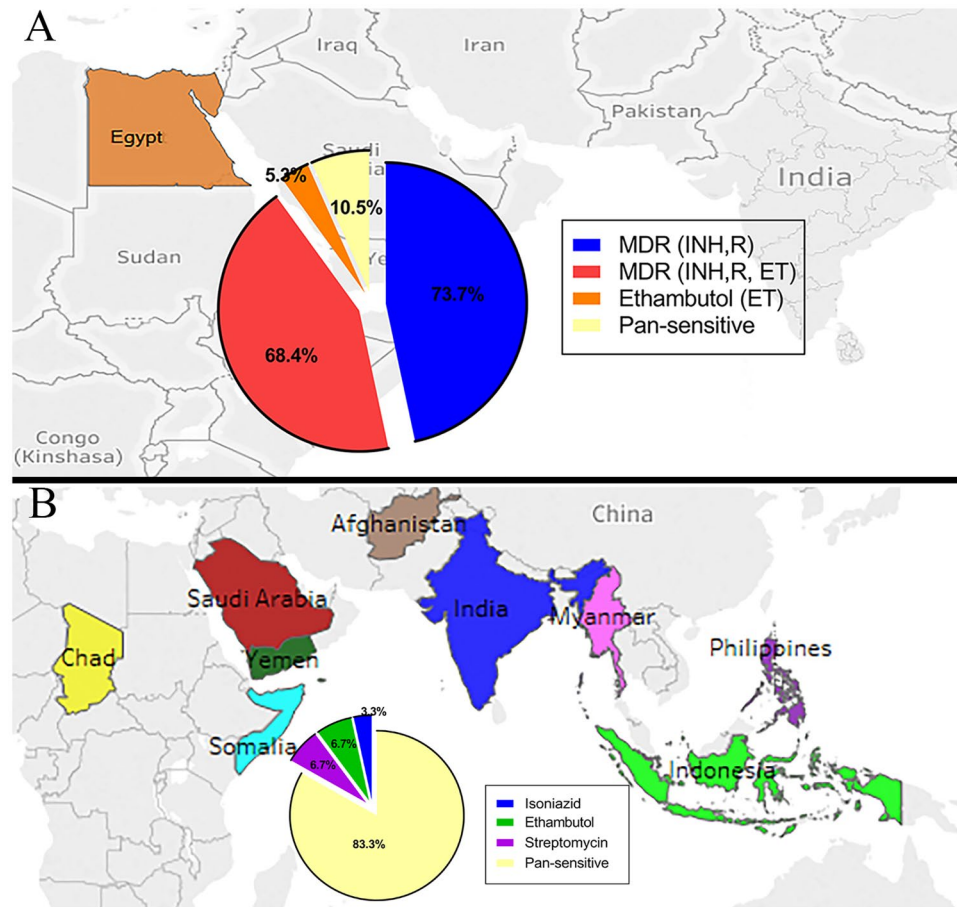 A
Iraq
Iran
Pakistan
Egypt
India
Saudi
5.3%
10.5%
Sudan
73.7%
68.4%
Congo
(Kinshasa)
MDR (INH,R)
MDR (INH,R, ET)
Ethambutol (ET)
Pan-sensitive
B
Afghanistan
China
Saudi Arabia
India
Myanmar
Chad
Yemen
Philippines
Somalia
Indonesia
3.3%
6.7%
6.7%
83.3%
Isoniazid
Ethambutol
Streptomycin
Pan-sensitive